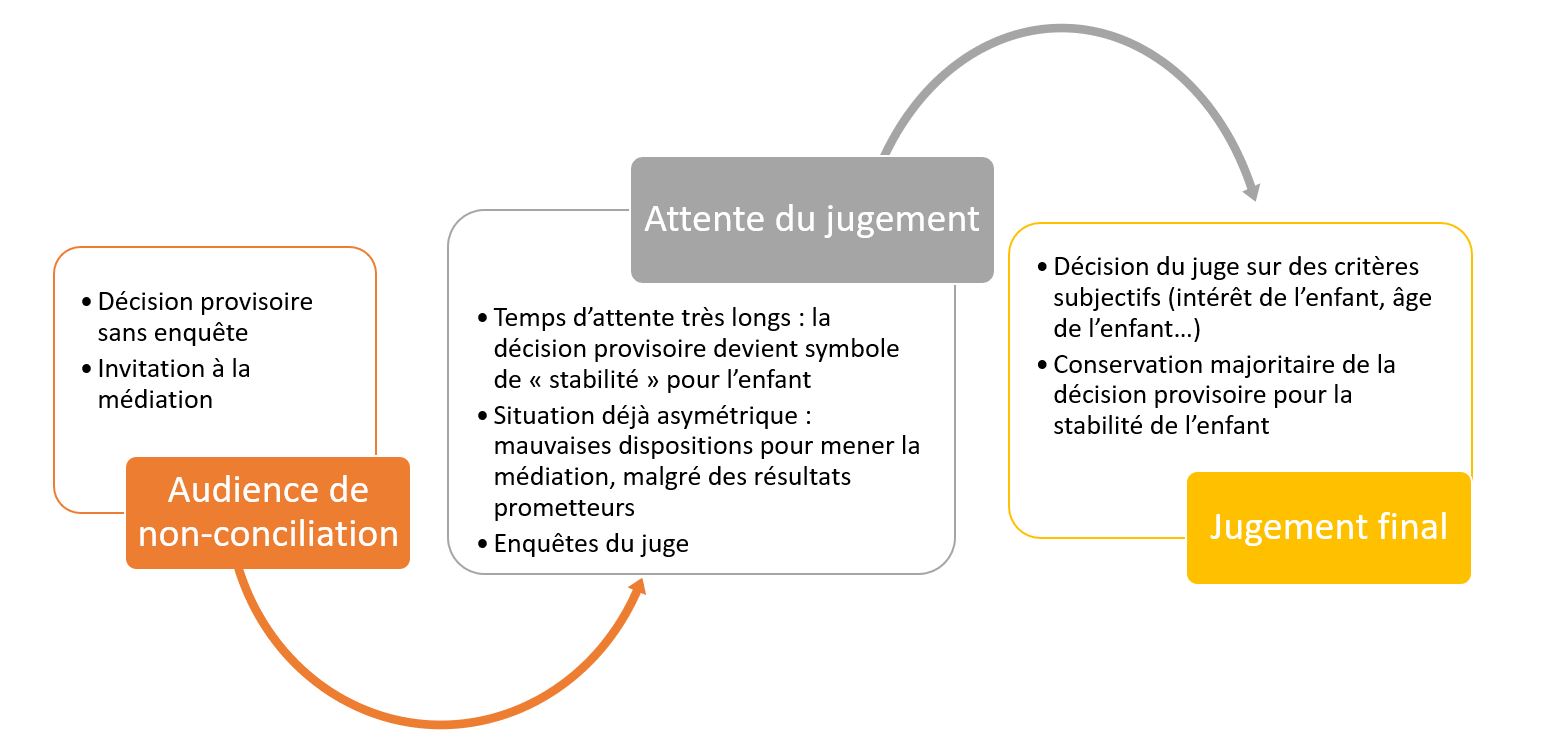 • Décision provisoire
sans enquête
• Invitation à la
médiation
Audience de
non-conciliation
Attente du jugement
• Temps d’attente très longs : la
décision provisoire devient symbole
de « stabilité » pour l’enfant
• Situation déjà asymétrique :
mauvaises dispositions pour mener la
médiation, malgré des résultats
prometteurs
• Enquêtes du juge
• Décision du juge sur des critères
subjectifs (intérêt de l’enfant, âge
de l’enfant…)
• Conservation majoritaire de la
décision provisoire pour la
stabilité de l’enfant
Jugement final